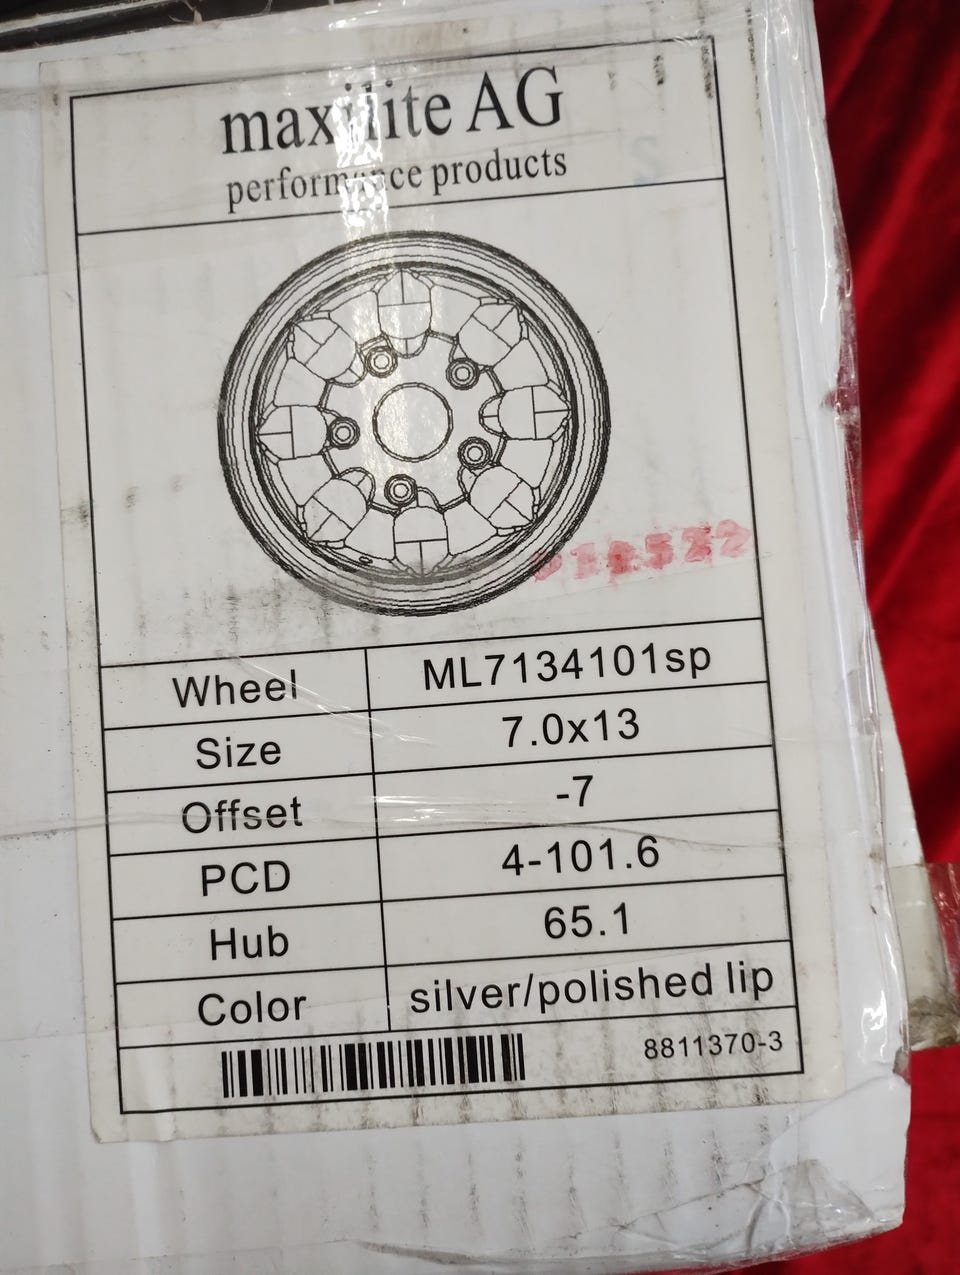 maxilite AG
performance products
Wheel ML7134101sp
Size 7.0x13
Offset -7
PCD 4-101.6
Hub 65.1
Color silver/polished lip
8811370-3